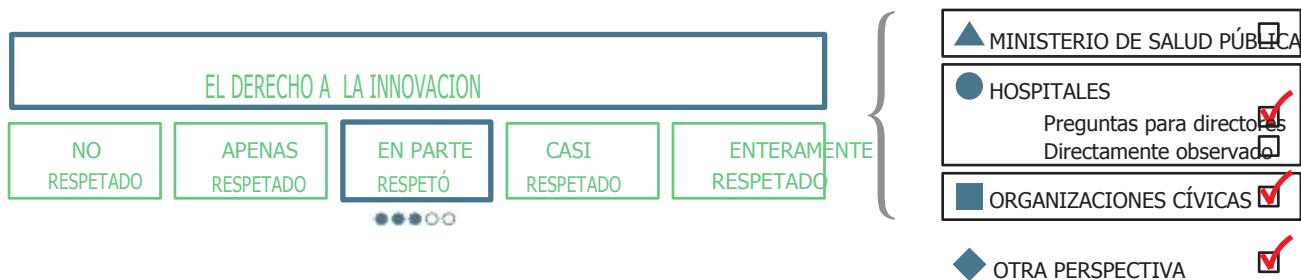 EL DERECHO A LA INNOVACION
NO
RESPETADO
APENAS
RESPETADO
EN PARTE
RESPETÓ
CASI
RESPETADO
ENTERAMENTE
RESPETADO
MINISTERIO DE SALUD PÚBLICA
HOSPITALES
Preguntas para directores
Directamente observado
ORGANIZACIONES CÍVICAS
OTRA PERSPECTIVA